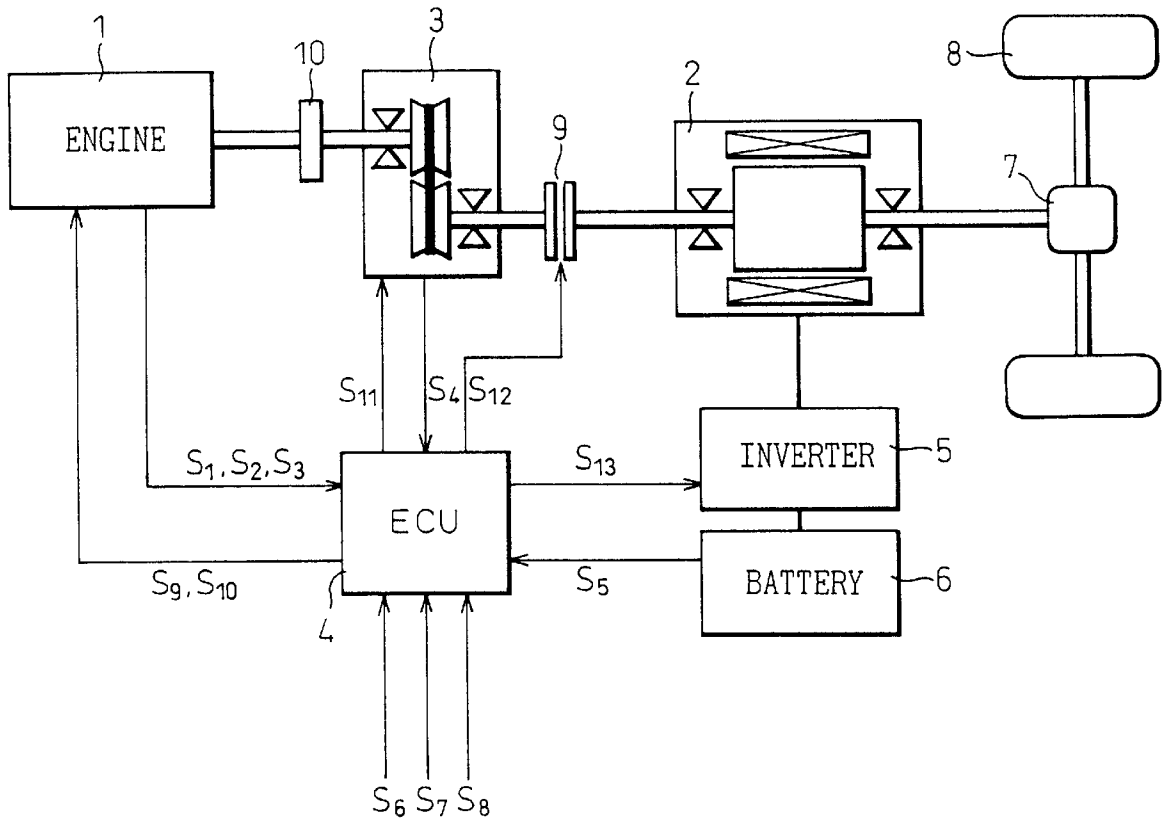 1
10
3
9
2
8
7
ENGINE
S11
S4
S12
S1, S2, S3
S13
INVERTER
5
ECU
S9, S10
S5
BATTERY
6
4
S6
S7
S8